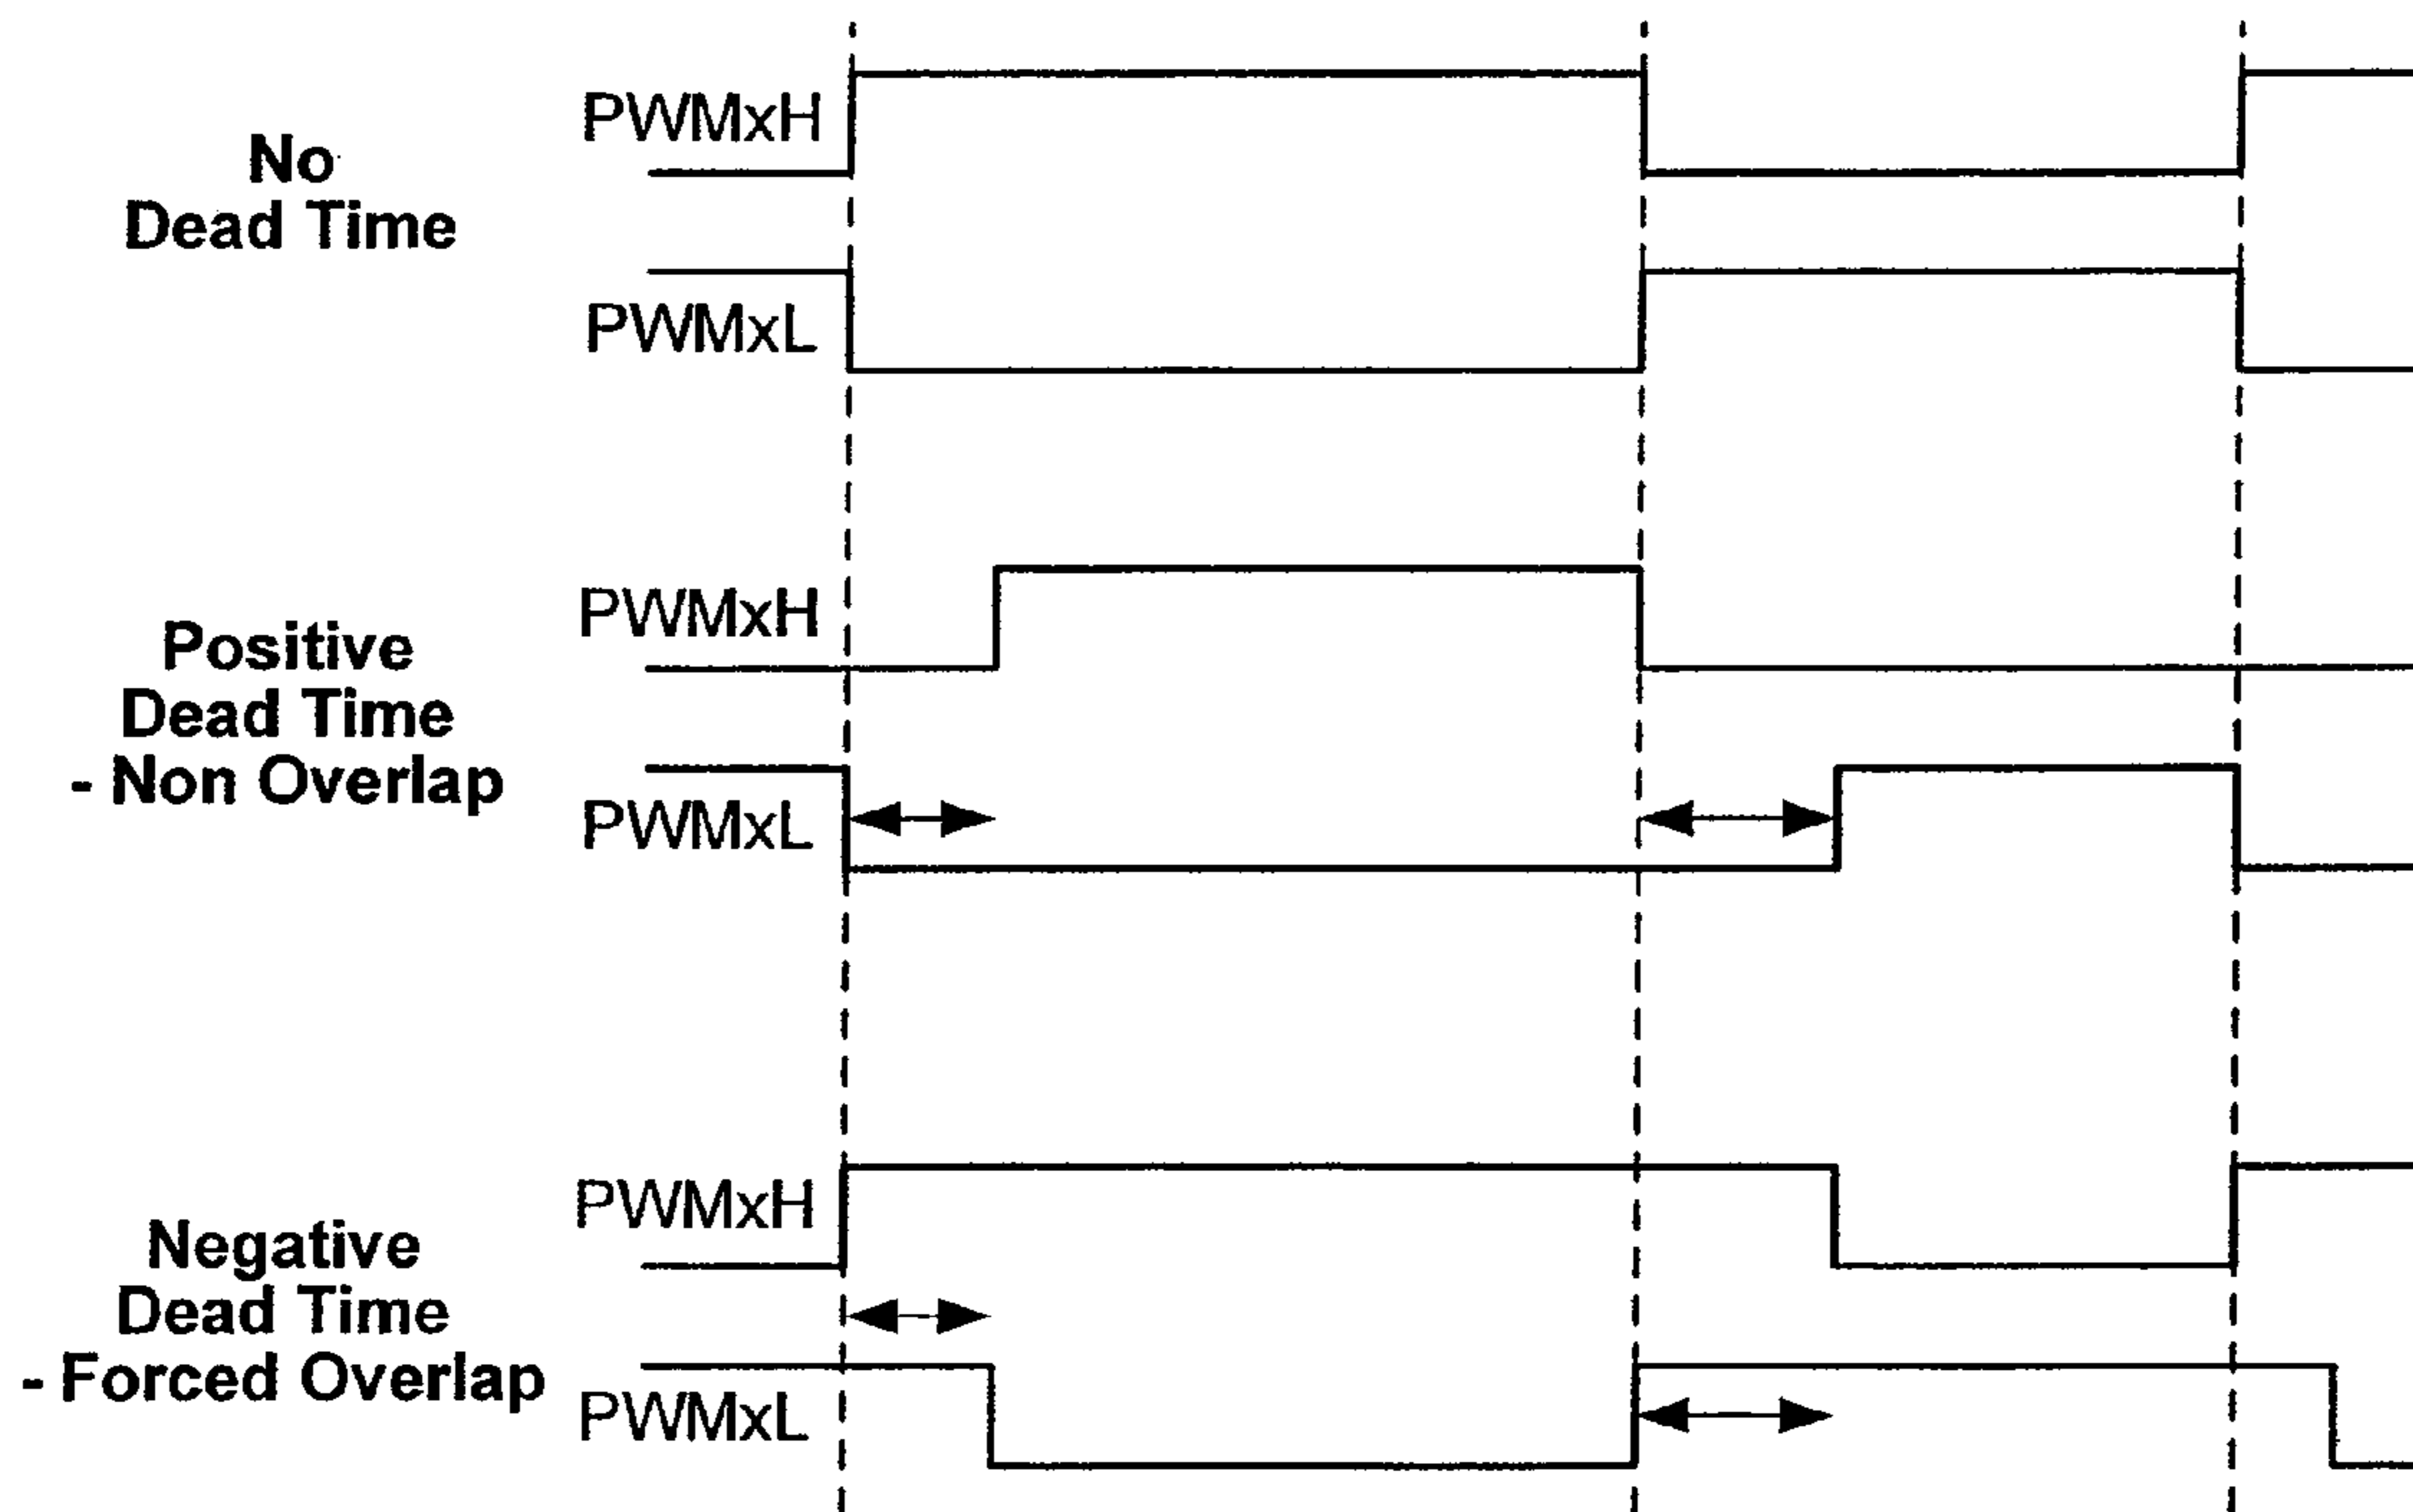 PWMxH
No
Dead Time
PWMxL
PWMxH
Positive
Dead Time
- Non Overlap
PWMxL
PWMxH
Negative
Dead Time
- Forced Overlap
PWMxL